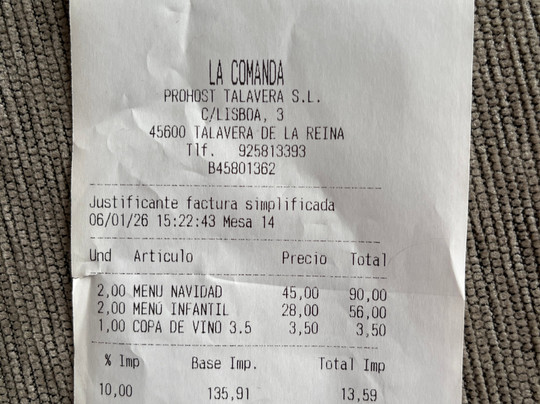 LA COMANDA
PROHOST TALAVERA S.L.
C/LISBOA, 3
45600 TALAVERA DE LA REINA
Tlf. 925813393
B45801362
Justificante factura simplificada
06/01/26 15:22:43 Mesa 14
Und Articulo Precio Total
2,00 MENU NAVIDAD 45,00 90,00
2,00 MENÚ INFANTIL 28,00 56,00
1,00 COPA DE VINO 3.5 3,50 3,50
% Imp Base Imp. Total Imp
10,00 135,91 13,59